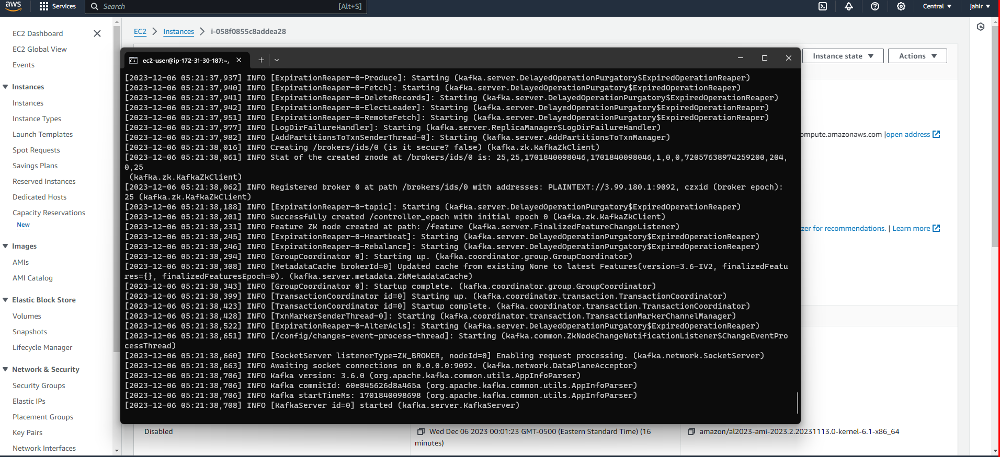 aws
Services
Search
[Alt+S]
Central
jahir
EC2 Dashboard
EC2 Global View
Events
Instances
Instances
Instance Types
Launch Templates
Spot Requests
Savings Plans
Reserved Instances
Dedicated Hosts
Capacity Reservations
New
Images
AMIs
AMI Catalog
Elastic Block Store
Volumes
Snapshots
Lifecycle Manager
Network & Security
Security Groups
Elastic IPs
Placement Groups
Key Pairs
Network Interfaces
EC2 > Instances > i-058f0855c8addea28
Instance state
Actions
ec2-user@ip-172-31-30-187:~,
[2023-12-06 05:21:37,937] INFO [ExpirationReaper-0-Produce]: Starting (kafka.server.DelayedOperationPurgatory$ExpiredOperationReaper)
[2023-12-06 05:21:37,940] INFO [ExpirationReaper-0-Fetch]: Starting (kafka.server.DelayedOperationPurgatory$ExpiredOperationReaper)
[2023-12-06 05:21:37,941] INFO [ExpirationReaper-0-DeleteRecords]: Starting (kafka.server.DelayedOperationPurgatory$ExpiredOperationReaper)
[2023-12-06 05:21:37,942] INFO [ExpirationReaper-0-ElectLeader]: Starting (kafka.server.DelayedOperationPurgatory$ExpiredOperationReaper)
[2023-12-06 05:21:37,951] INFO [ExpirationReaper-0-RemoteFetch]: Starting (kafka.server.DelayedOperationPurgatory$ExpiredOperationReaper)
[2023-12-06 05:21:37,977] INFO [LogDirFailureHandler]: Starting (kafka.server.ReplicaManager$LogDirFailureHandler)
[2023-12-06 05:21:37,982] INFO [AddPartitionsToTxnSenderThread-0]: Starting (kafka.server.AddPartitionsToTxnManager)
[2023-12-06 05:21:38,016] INFO Creating /brokers/ids/0 (is it secure? false) (kafka.zk.KafkaZkClient)
[2023-12-06 05:21:38,061] INFO Stat of the created znode at /brokers/ids/0 is: 25,25,1701840098046,1701840098046,1,0,0,72057638974259200,204,
0,25
(kafka.zk.KafkaZkClient)
[2023-12-06 05:21:38,062] INFO Registered broker 0 at path /brokers/ids/0 with addresses: PLAINTEXT://3.99.180.1:9092, czxid (broker epoch):
25 (kafka.zk.KafkaZkClient)
[2023-12-06 05:21:38,188] INFO [ExpirationReaper-0-topic]: Starting (kafka.server.DelayedOperationPurgatory$ExpiredOperationReaper)
[2023-12-06 05:21:38,201] INFO Successfully created /controller_epoch with initial epoch 0 (kafka.zk.KafkaZkClient)
[2023-12-06 05:21:38,231] INFO Feature ZK node created at path: /feature (kafka.server.FinalizedFeatureChangeListener)
[2023-12-06 05:21:38,245] INFO [ExpirationReaper-0-Heartbeat]: Starting (kafka.server.DelayedOperationPurgatory$ExpiredOperationReaper)
[2023-12-06 05:21:38,246] INFO [ExpirationReaper-0-Rebalance]: Starting (kafka.server.DelayedOperationPurgatory$ExpiredOperationReaper)
[2023-12-06 05:21:38,294] INFO [GroupCoordinator 0]: Starting up. (kafka.coordinator.group.GroupCoordinator)
[2023-12-06 05:21:38,308] INFO [MetadataCache brokerId=0] Updated cache from existing None to latest Features(version=3.6-IV2, finalizedFeatu
res={}, finalizedFeaturesEpoch=0). (kafka.server.metadata.ZkMetadataCache)
[2023-12-06 05:21:38,343] INFO [GroupCoordinator 0]: Startup complete. (kafka.coordinator.group.GroupCoordinator)
[2023-12-06 05:21:38,399] INFO [TransactionCoordinator id=0] Starting up. (kafka.coordinator.transaction.TransactionCoordinator)
[2023-12-06 05:21:38,423] INFO [TransactionCoordinator id=0] Startup complete. (kafka.coordinator.transaction.TransactionCoordinator)
[2023-12-06 05:21:38,428] INFO [TxnMarkerSenderThread-0]: Starting (kafka.coordinator.transaction.TransactionMarkerChannelManager)
[2023-12-06 05:21:38,522] INFO [ExpirationReaper-0-AlterAcls]: Starting (kafka.server.DelayedOperationPurgatory$ExpiredOperationReaper)
[2023-12-06 05:21:38,651] INFO [/config/changes-event-process-thread]: Starting (kafka.common.ZkNodeChangeNotificationListener$ChangeEventPro
cessThread)
[2023-12-06 05:21:38,660] INFO [SocketServer listenerType=ZK_BROKER, nodeId=0] Enabling request processing. (kafka.network.SocketServer)
[2023-12-06 05:21:38,663] INFO Awaiting socket connections on 0.0.0.0:9092. (kafka.network.DataPlaneAcceptor)
[2023-12-06 05:21:38,706] INFO Kafka version: 3.6.0 (org.apache.kafka.common.utils.AppInfoParser)
[2023-12-06 05:21:38,706] INFO Kafka commitId: 60e845626d8a465a (org.apache.kafka.common.utils.AppInfoParser)
[2023-12-06 05:21:38,706] INFO Kafka startTimeMs: 1701840098698 (org.apache.kafka.common.utils.AppInfoParser)
[2023-12-06 05:21:38,708] INFO [KafkaServer id=0] started (kafka.server.KafkaServer)
ompute.amazonaws.com |open address
zer for recommendations. | Learn more
Disabled
Wed Dec 06 2023 00:01:23 GMT-0500 (Eastern Standard Time) (16
minutes)
amazon/al2023-ami-2023.2.20231113.0-kernel-6.1-x86_64